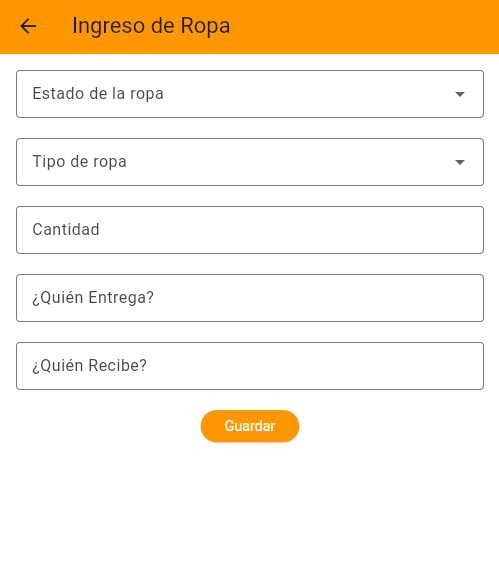 Ingreso de Ropa
Estado de la ropa
Tipo de ropa
Cantidad
¿Quién Entrega?
¿Quién Recibe?
Guardar